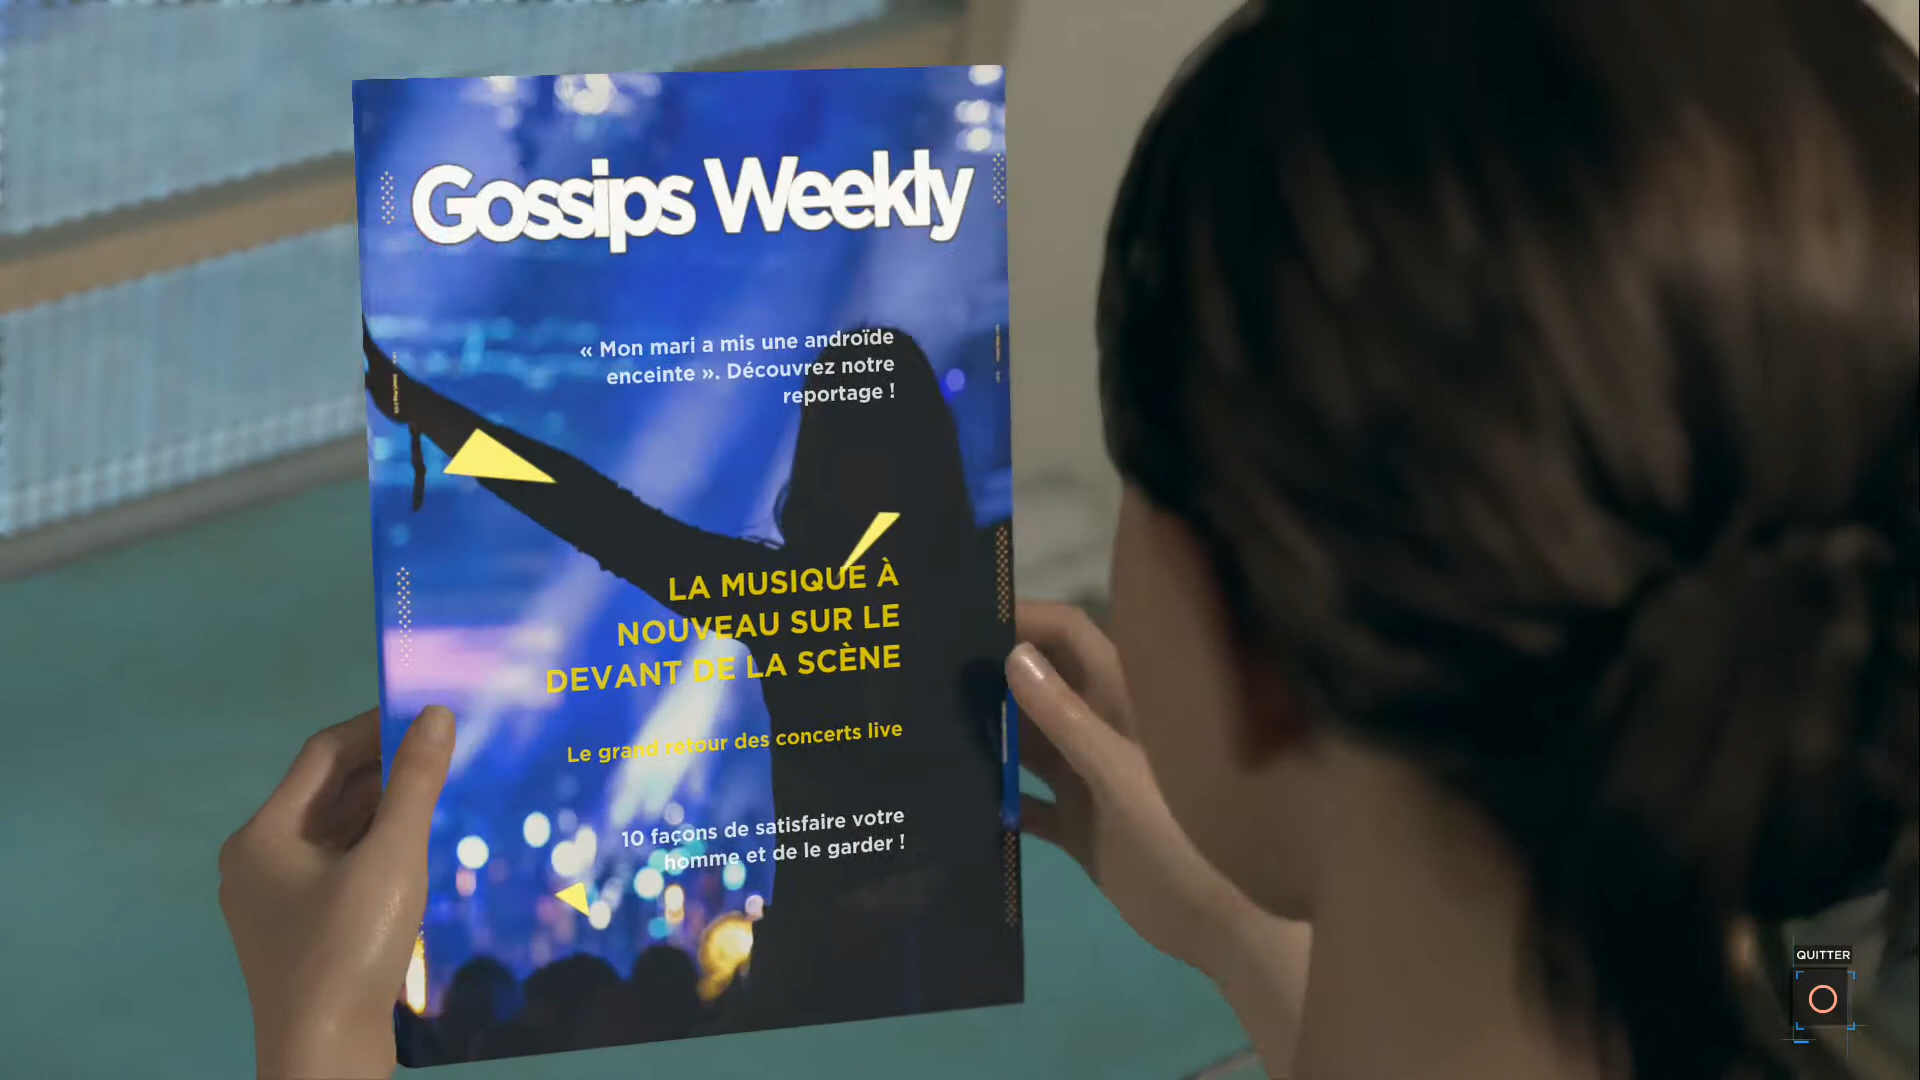 Gossips Weekly
« Mon mari a mis une androïde
enceinte ». Découvrez notre
reportage !
LA MUSIQUE À
NOUVEAU SUR LE
DEVANT DE LA SCÈNE
Le grand retour des concerts live
10 façons de satisfaire votre
homme et de le garder !
QUITTER